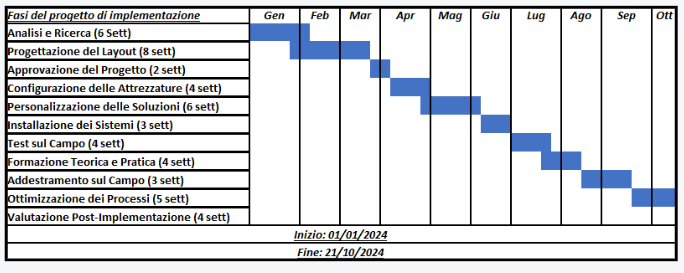 Fasi del progetto di implementazione Gen Feb Mar Apr Mag Giu Lug Ago Sep Ott
Analisi e Ricerca (6 Sett)
Progettazione del Layout (8 sett)
Approvazione del Progetto (2 sett)
Configurazione delle Attrezzature (4 sett)
Personalizzazione delle Soluzioni (6 sett)
Installazione dei Sistemi (3 sett)
Test sul Campo (4 sett)
Formazione Teorica e Pratica (4 sett)
Addestramento sul Campo (3 sett)
Ottimizzazione dei Processi (5 sett)
Valutazione Post-Implementazione (4 sett)
Inizio: 01/01/2024
Fine: 21/10/2024